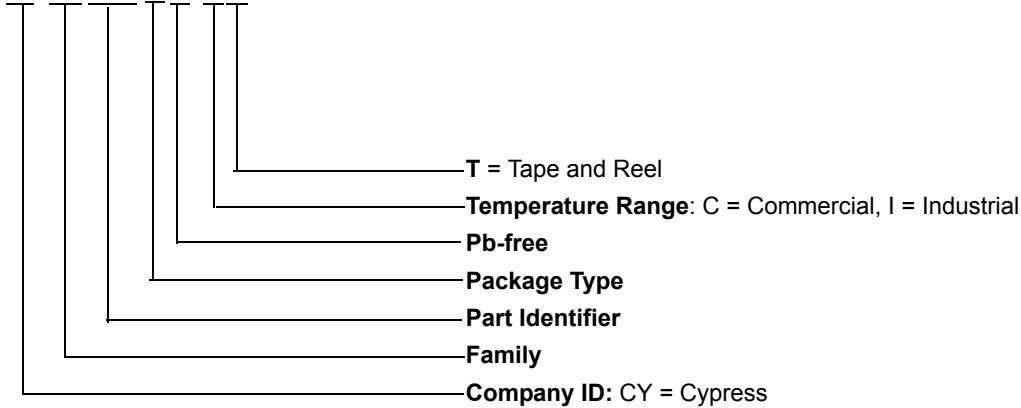 T = Tape and Reel
Temperature Range: C = Commercial, I = Industrial
Pb-free
Package Type
Part Identifier
Family
Company ID: CY = Cypress